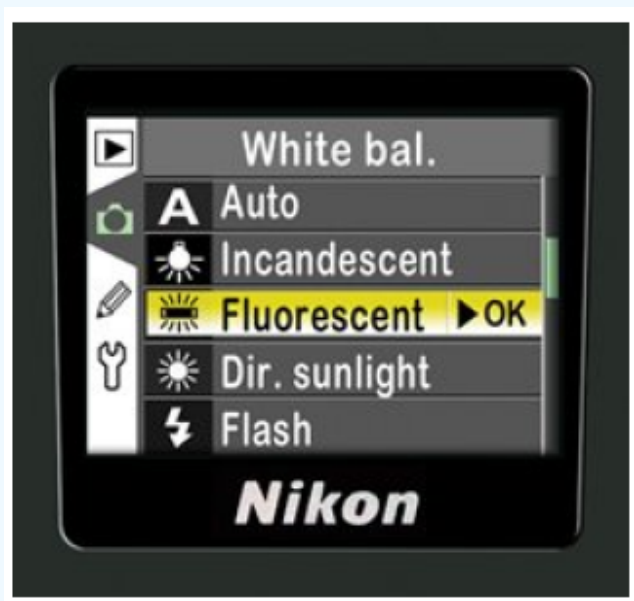 White bal.
A Auto
Incandescent
Fluorescent ▶OK
Dir. sunlight
Flash
Nikon